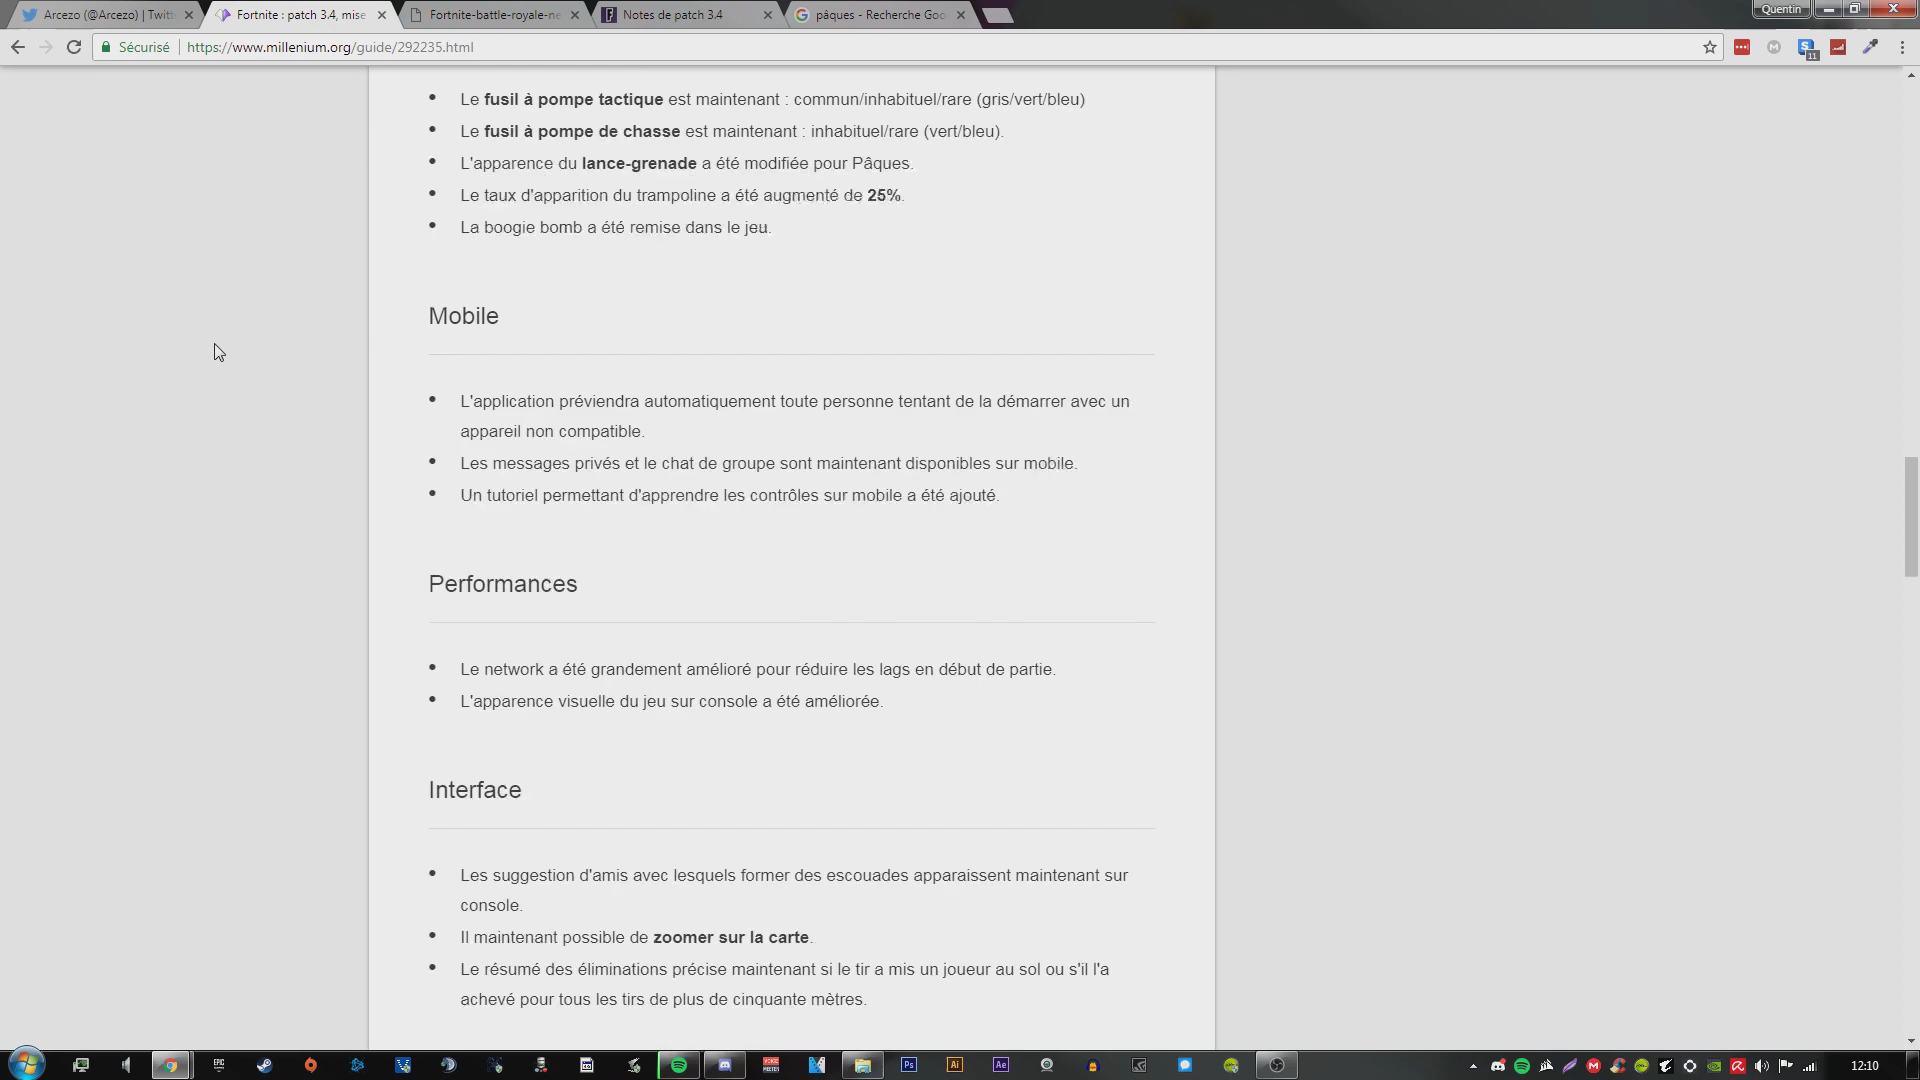 Arcezo (@Arcezo) | Twitt
Fortnite : patch 3.4, mise
Fortnite-battle-royale-ne
Notes de patch 3.4
pâques - Recherche Goo
Quentin
Sécurisé
https://www.millenium.org/guide/292235.html
11
Le fusil à pompe tactique est maintenant : commun/inhabituel/rare (gris/vert/bleu)
Le fusil à pompe de chasse est maintenant : inhabituel/rare (vert/bleu).
L'apparence du lance-grenade a été modifiée pour Pâques.
Le taux d'apparition du trampoline a été augmenté de 25%.
La boogie bomb a été remise dans le jeu.
Mobile
L'application préviendra automatiquement toute personne tentant de la démarrer avec un
appareil non compatible.
Les messages privés et le chat de groupe sont maintenant disponibles sur mobile.
Un tutoriel permettant d'apprendre les contrôles sur mobile a été ajouté.
Performances
Le network a été grandement amélioré pour réduire les lags en début de partie.
L'apparence visuelle du jeu sur console a été améliorée.
Interface
Les suggestion d'amis avec lesquels former des escouades apparaissent maintenant sur
console.
Il maintenant possible de zoomer sur la carte.
Le résumé des éliminations précise maintenant si le tir a mis un joueur au sol ou s'il l'a
achevé pour tous les tirs de plus de cinquante mètres.
EPIC
Ps
Ai
Ae
12:10